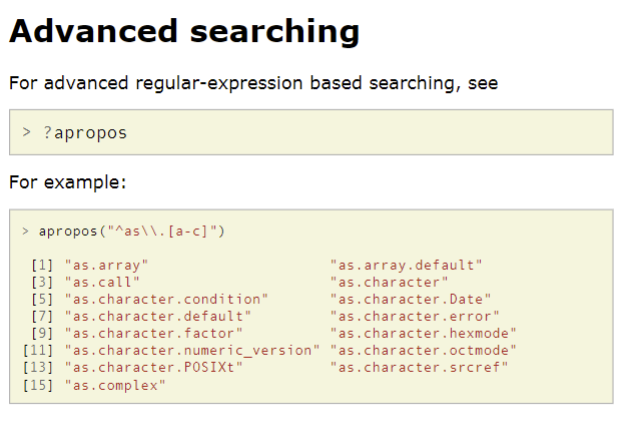 Advanced searching
For advanced regular-expression based searching, see
> ?apropos
For example:
> apropos("^as\\.[a-c]")
[1] "as.array" "as.array.default"
[3] "as.call" "as.character"
[5] "as.character.condition" "as.character.Date"
[7] "as.character.default" "as.character.error"
[9] "as.character.factor" "as.character.hexmode"
[11] "as.character.numeric_version" "as.character.octmode"
[13] "as.character.POSIXt" "as.character.srcref"
[15] "as.complex"